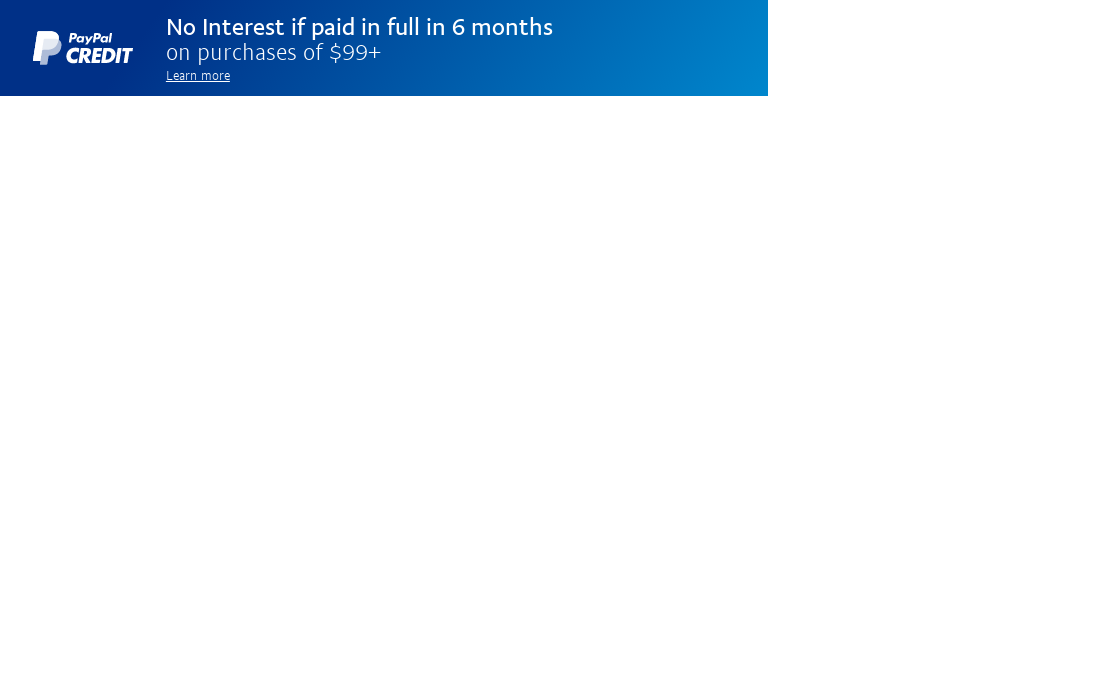 PayPal
CREDIT
No Interest if paid in full in 6 months
on purchases of $99+
Learn more